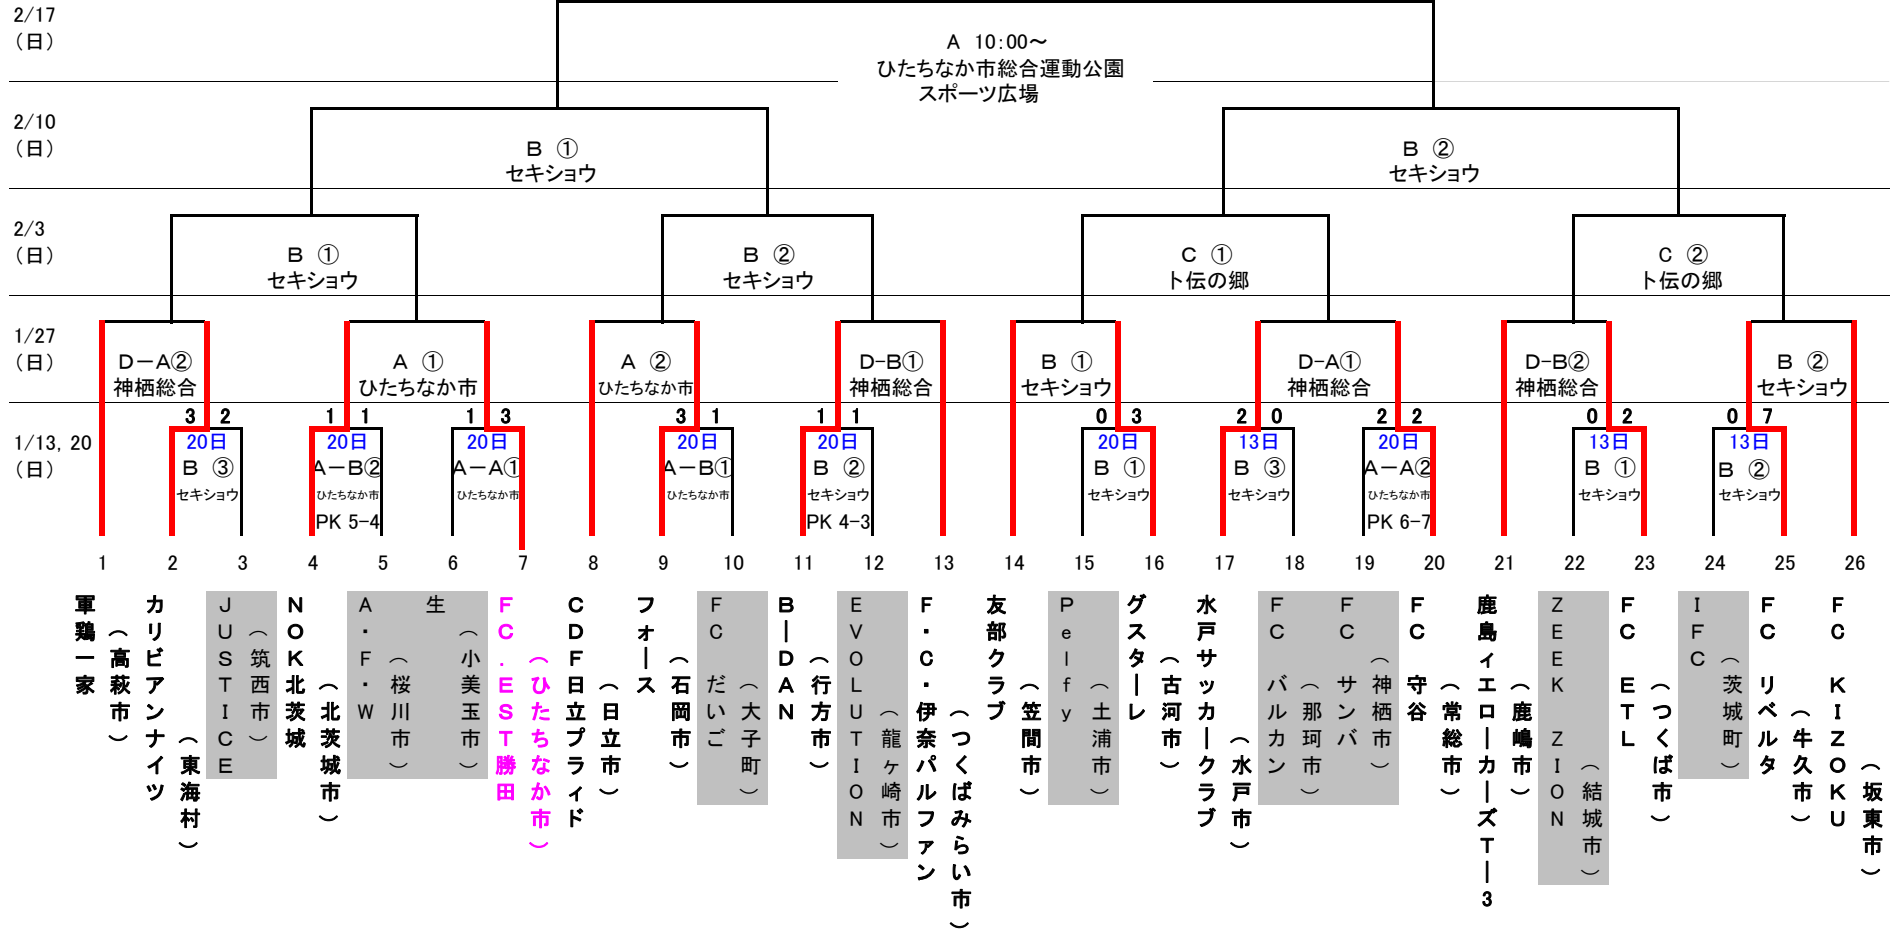 2/17
(日)
A 10:00～
ひたちなか市総合運動公園
スポーツ広場
2/10
(日)
B ①
セキショウ
B ②
セキショウ
2/3
(日)
B ①
セキショウ
B ②
セキショウ
C ①
卜伝の郷
C ②
卜伝の郷
1/27
(日)
D－A②
神栖総合
A ①
ひたちなか市
A ②
ひたちなか市
D-B①
神栖総合
B ①
セキショウ
D-A①
神栖総合
D-B②
神栖総合
B ②
セキショウ
1/13, 20
(日)
3 2
20日
B ③
セキショウ
1 1
20日
A－B②
ひたちなか市
PK 5-4
1 3
20日
A－A①
ひたちなか市
3 1
20日
A－B①
ひたちなか市
1 1
20日
B ②
セキショウ
PK 4-3
0 3
20日
B ①
セキショウ
2 0
13日
B ③
セキショウ
2 2
20日
A－A②
ひたちなか市
PK 6-7
0 2
13日
B ①
セキショウ
0 7
13日
B ②
セキショウ
1 2 3 4 5 6 7 8 9 10 11 12 13 14 15 16 17 18 19 20 21 22 23 24 25 26
軍鶏一家
(高萩市)
カリビアンナイツ
(東海村)
JUSTICE
(筑西市)
NOK北茨城
(北茨城市)
A・F・W
(桜川市)
生
(小美玉市)
FC.EST勝田
(ひたちなか市)
CDF日立プライド
(日立市)
フォース
(石岡市)
FC だいご
(大子町)
B―DAN
(行方市)
EVOLUTION
(龍ヶ崎市)
F・C・伊奈パルファン
(つくばみらい市)
友部クラブ
(笠間市)
Pelfy
(土浦市)
グスターレ
(古河市)
水戸サッカークラブ
(水戸市)
FC バルカン
(那珂市)
FC サンバ
(神栖市)
FC 守谷
(常総市)
鹿島ィエローカーズT―3
(鹿嶋市)
ZEEK ZION
(結城市)
FC ETL
(つくば市)
IFC
(茨城町)
FC リベルタ
(牛久市)
FC KIZOKU
(坂東市)